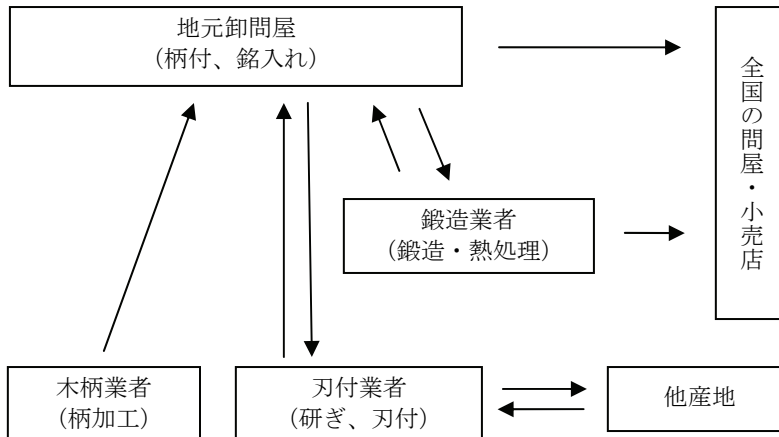 地元卸問屋
（柄付、銘入れ）
全国の問屋・小売店
鍛造業者
（鍛造・熱処理）
木柄業者
（柄加工）
刃付業者
（研ぎ、刃付）
他産地